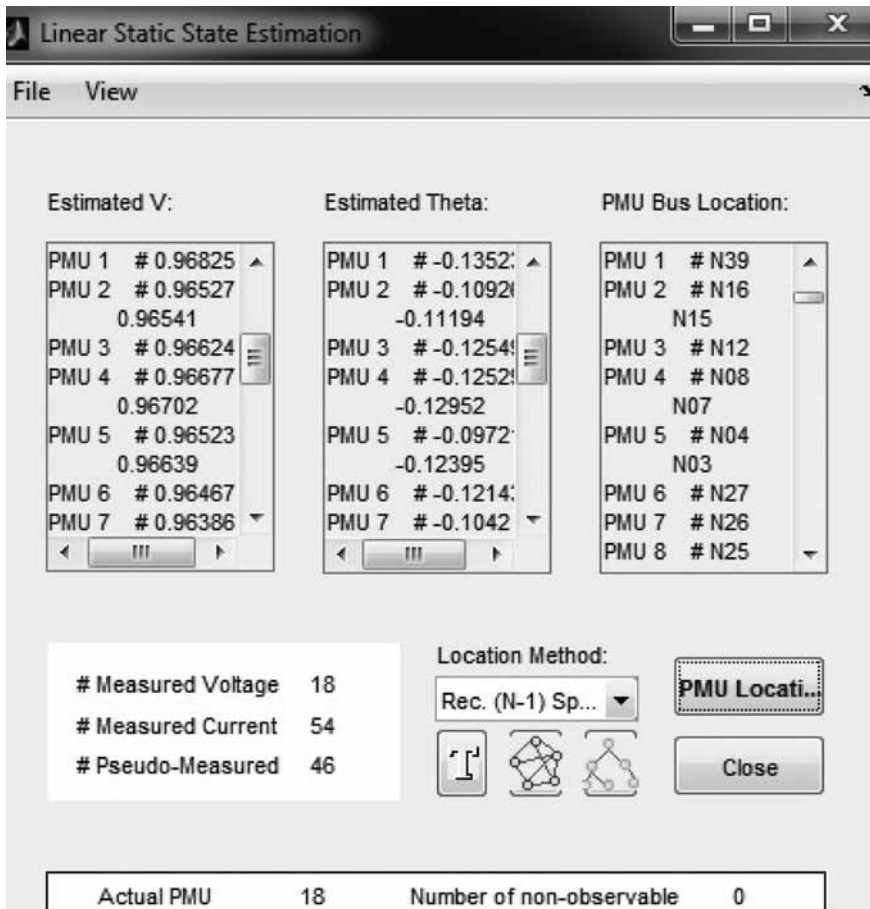 Linear Static State Estimation
File View
Estimated V:
PMU 1 # 0.96825
PMU 2 # 0.96527
0.96541
PMU 3 # 0.96624
PMU 4 # 0.96677
0.96702
PMU 5 # 0.96523
0.96639
PMU 6 # 0.96467
PMU 7 # 0.96386
Estimated Theta:
PMU 1 # -0.1352
PMU 2 # -0.1092
-0.11194
PMU 3 # -0.1254
PMU 4 # -0.1252
-0.12952
PMU 5 # -0.0972
-0.12395
PMU 6 # -0.1214
PMU 7 # -0.1042
PMU Bus Location:
PMU 1 # N39
PMU 2 # N16
N15
PMU 3 # N12
PMU 4 # N08
N07
PMU 5 # N04
N03
PMU 6 # N27
PMU 7 # N26
PMU 8 # N25
# Measured Voltage 18
# Measured Current 54
# Pseudo-Measured 46
Location Method:
Rec. (N-1) Sp...
PMU Locati...
Close
Actual PMU 18 Number of non-observable 0